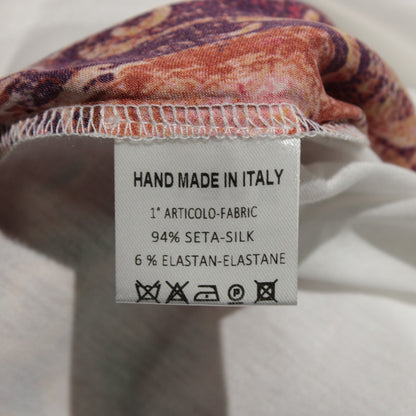 HAND MADE IN ITALY
1° ARTICOLO-FABRIC
94% SETA-SILK
6 % ELASTAN-ELASTANE